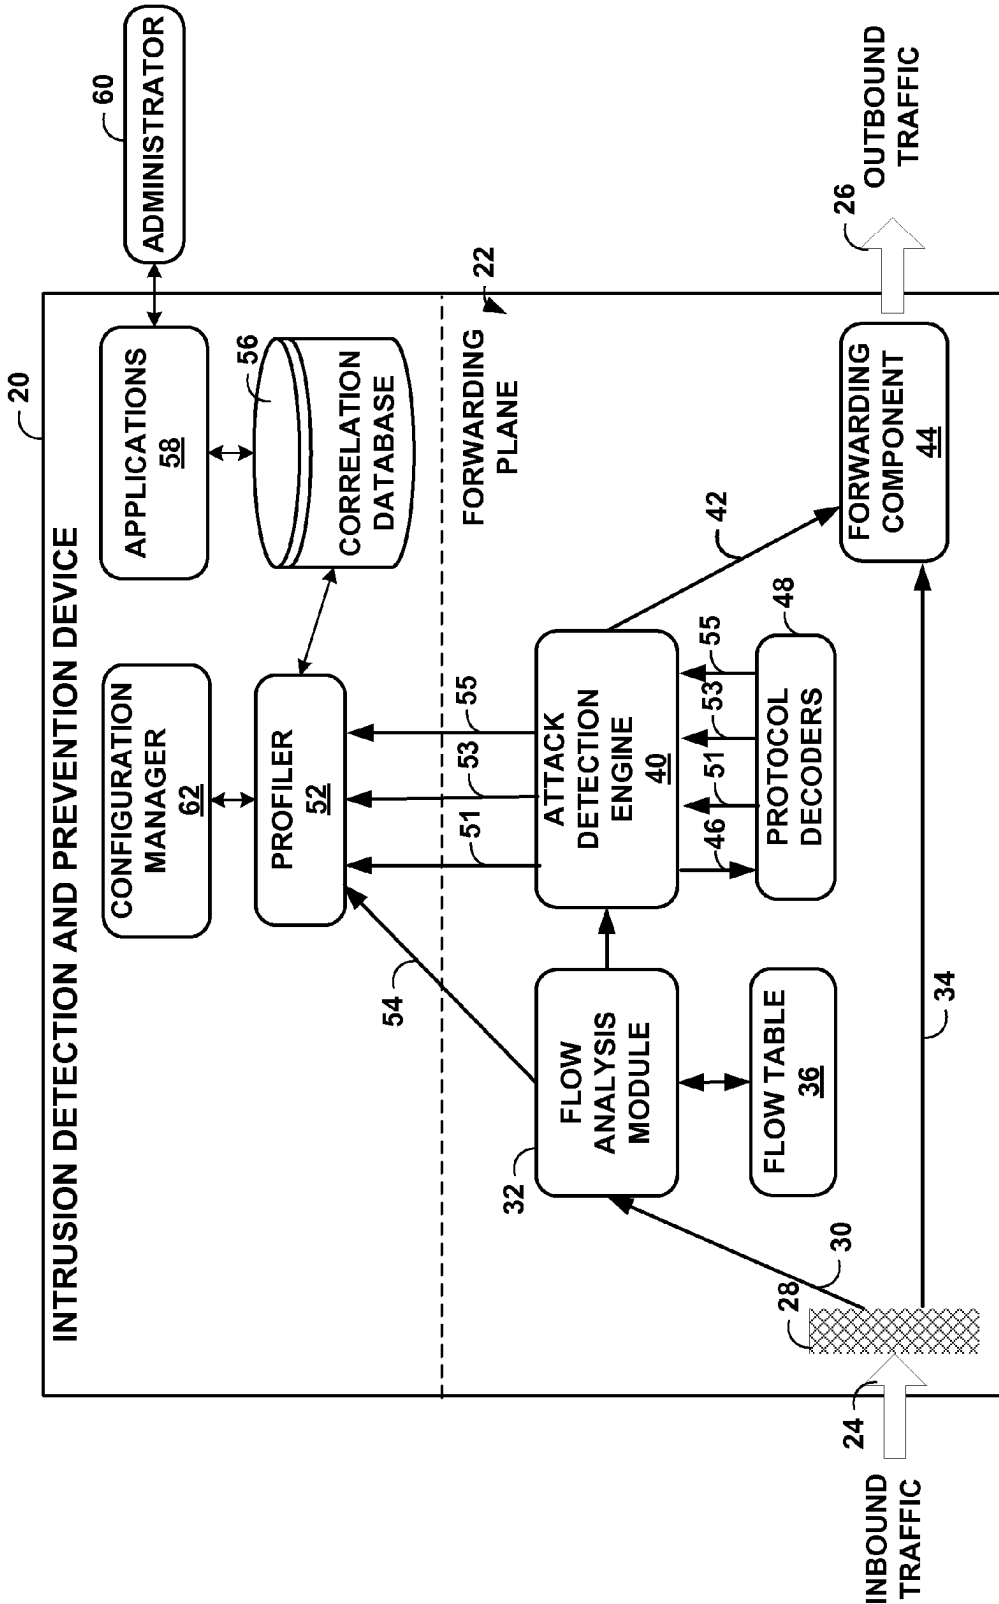 INTRUSION DETECTION AND PREVENTION DEVICE
20
CONFIGURATION
MANAGER
62
APPLICATIONS
58
60
ADMINISTRATOR
PROFILER
52
56
CORRELATION
DATABASE
54
51
53
55
FORWARDING
PLANE
22
32
FLOW
ANALYSIS
MODULE
ATTACK
DETECTION
ENGINE
40
42
46
51
53
55
FLOW TABLE
36
PROTOCOL
DECODERS
48
28
30
34
INBOUND
TRAFFIC
24
FORWARDING
COMPONENT
44
26
OUTBOUND
TRAFFIC